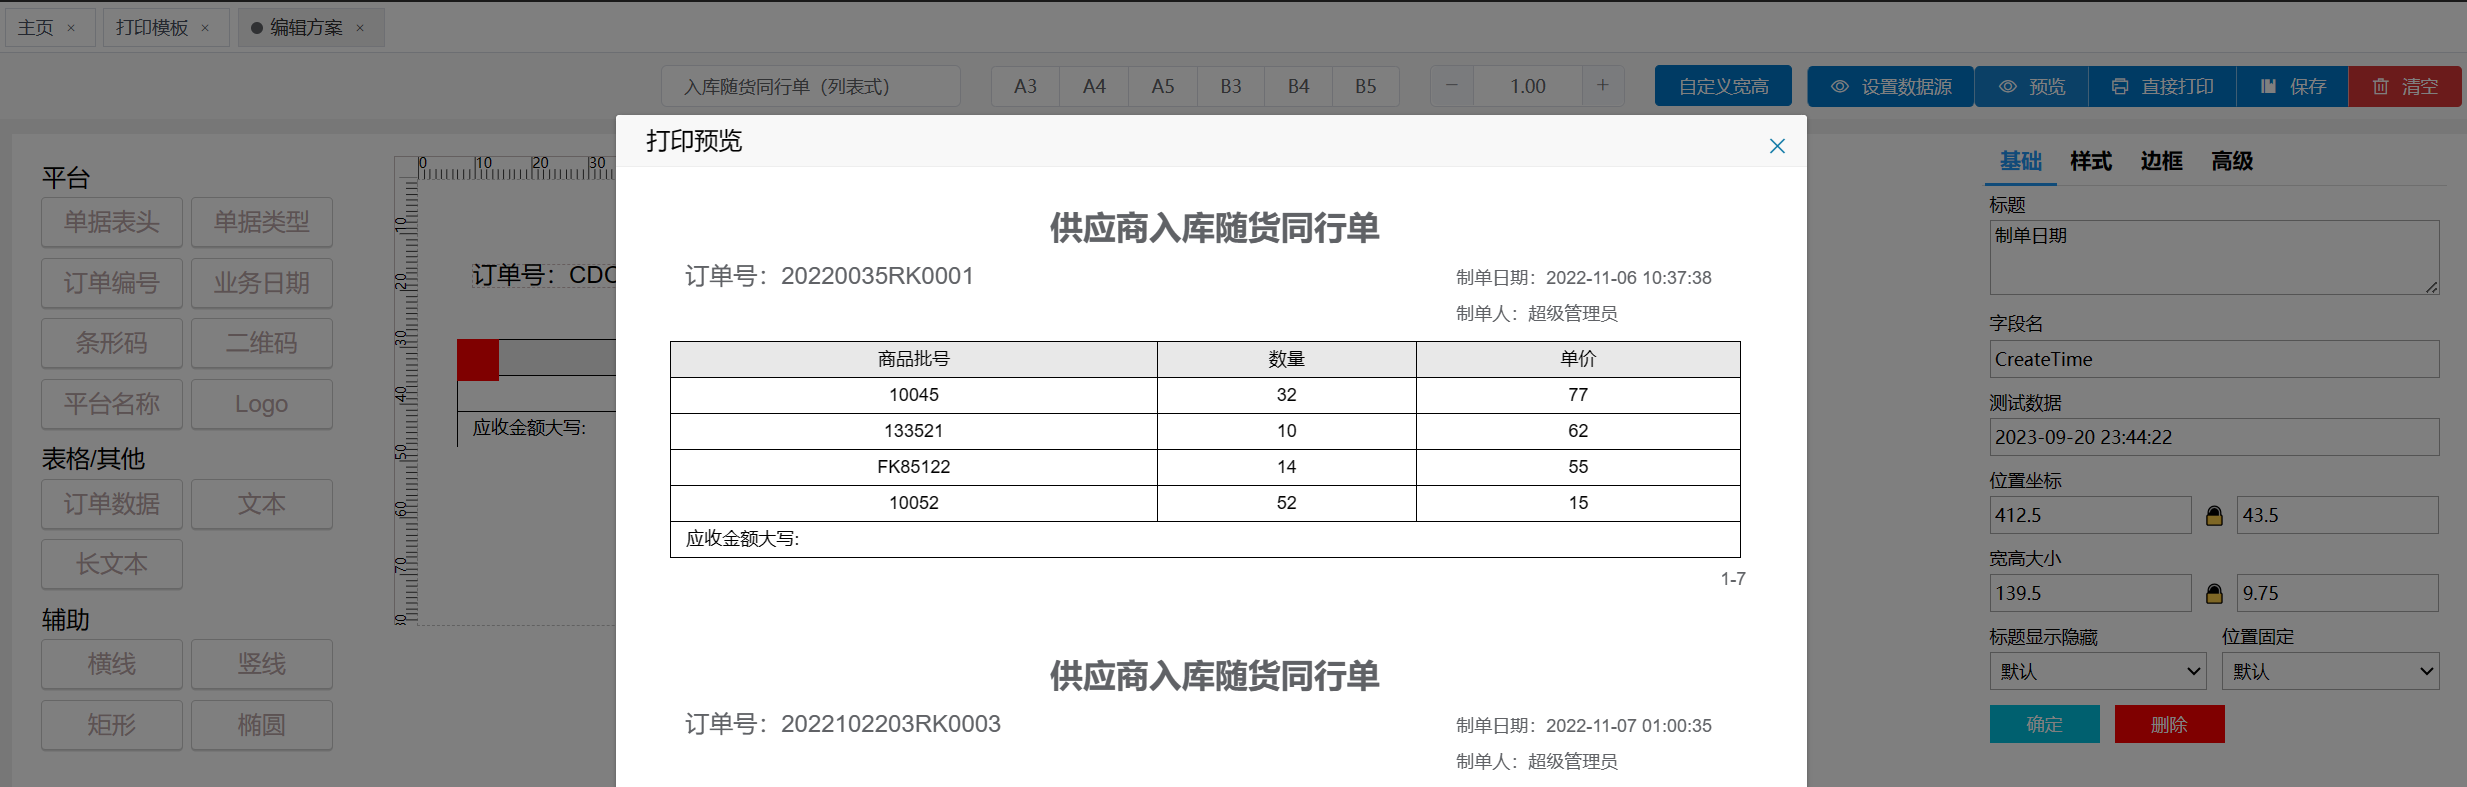 主页 ×
打印模板 ×
编辑方案 ×
入库随货同行单（列表式）
A3 A4 A5 B3 B4 B5
− 1.00 +
自定义宽高
设置数据源 预览 直接打印 保存 清空
平台
单据表头 单据类型
订单编号 业务日期
条形码 二维码
平台名称 Logo
表格/其他
订单数据 文本
长文本
辅助
横线 竖线
矩形 椭圆
0 10 20 30
10
20
30
40
50
60
70
80
订单号：CDC
应收金额大写:
打印预览
供应商入库随货同行单
订单号：20220035RK0001
制单日期：2022-11-06 10:37:38
制单人：超级管理员
商品批号 数量 单价
10045 32 77
133521 10 62
FK85122 14 55
10052 52 15
应收金额大写:
1-7
供应商入库随货同行单
订单号：2022102203RK0003
制单日期：2022-11-07 01:00:35
制单人：超级管理员
基础 样式 边框 高级
标题
制单日期
字段名
CreateTime
测试数据
2023-09-20 23:44:22
位置坐标
412.5 43.5
宽高大小
139.5 9.75
标题显示隐藏 位置固定
默认 默认
确定 删除